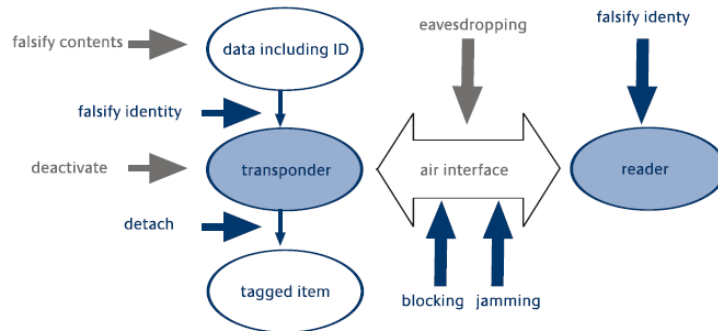 eavesdropping
falsify identy
falsify contents
data including ID
falsify identity
deactivate
transponder
air interface
reader
detach
tagged item
blocking
jamming